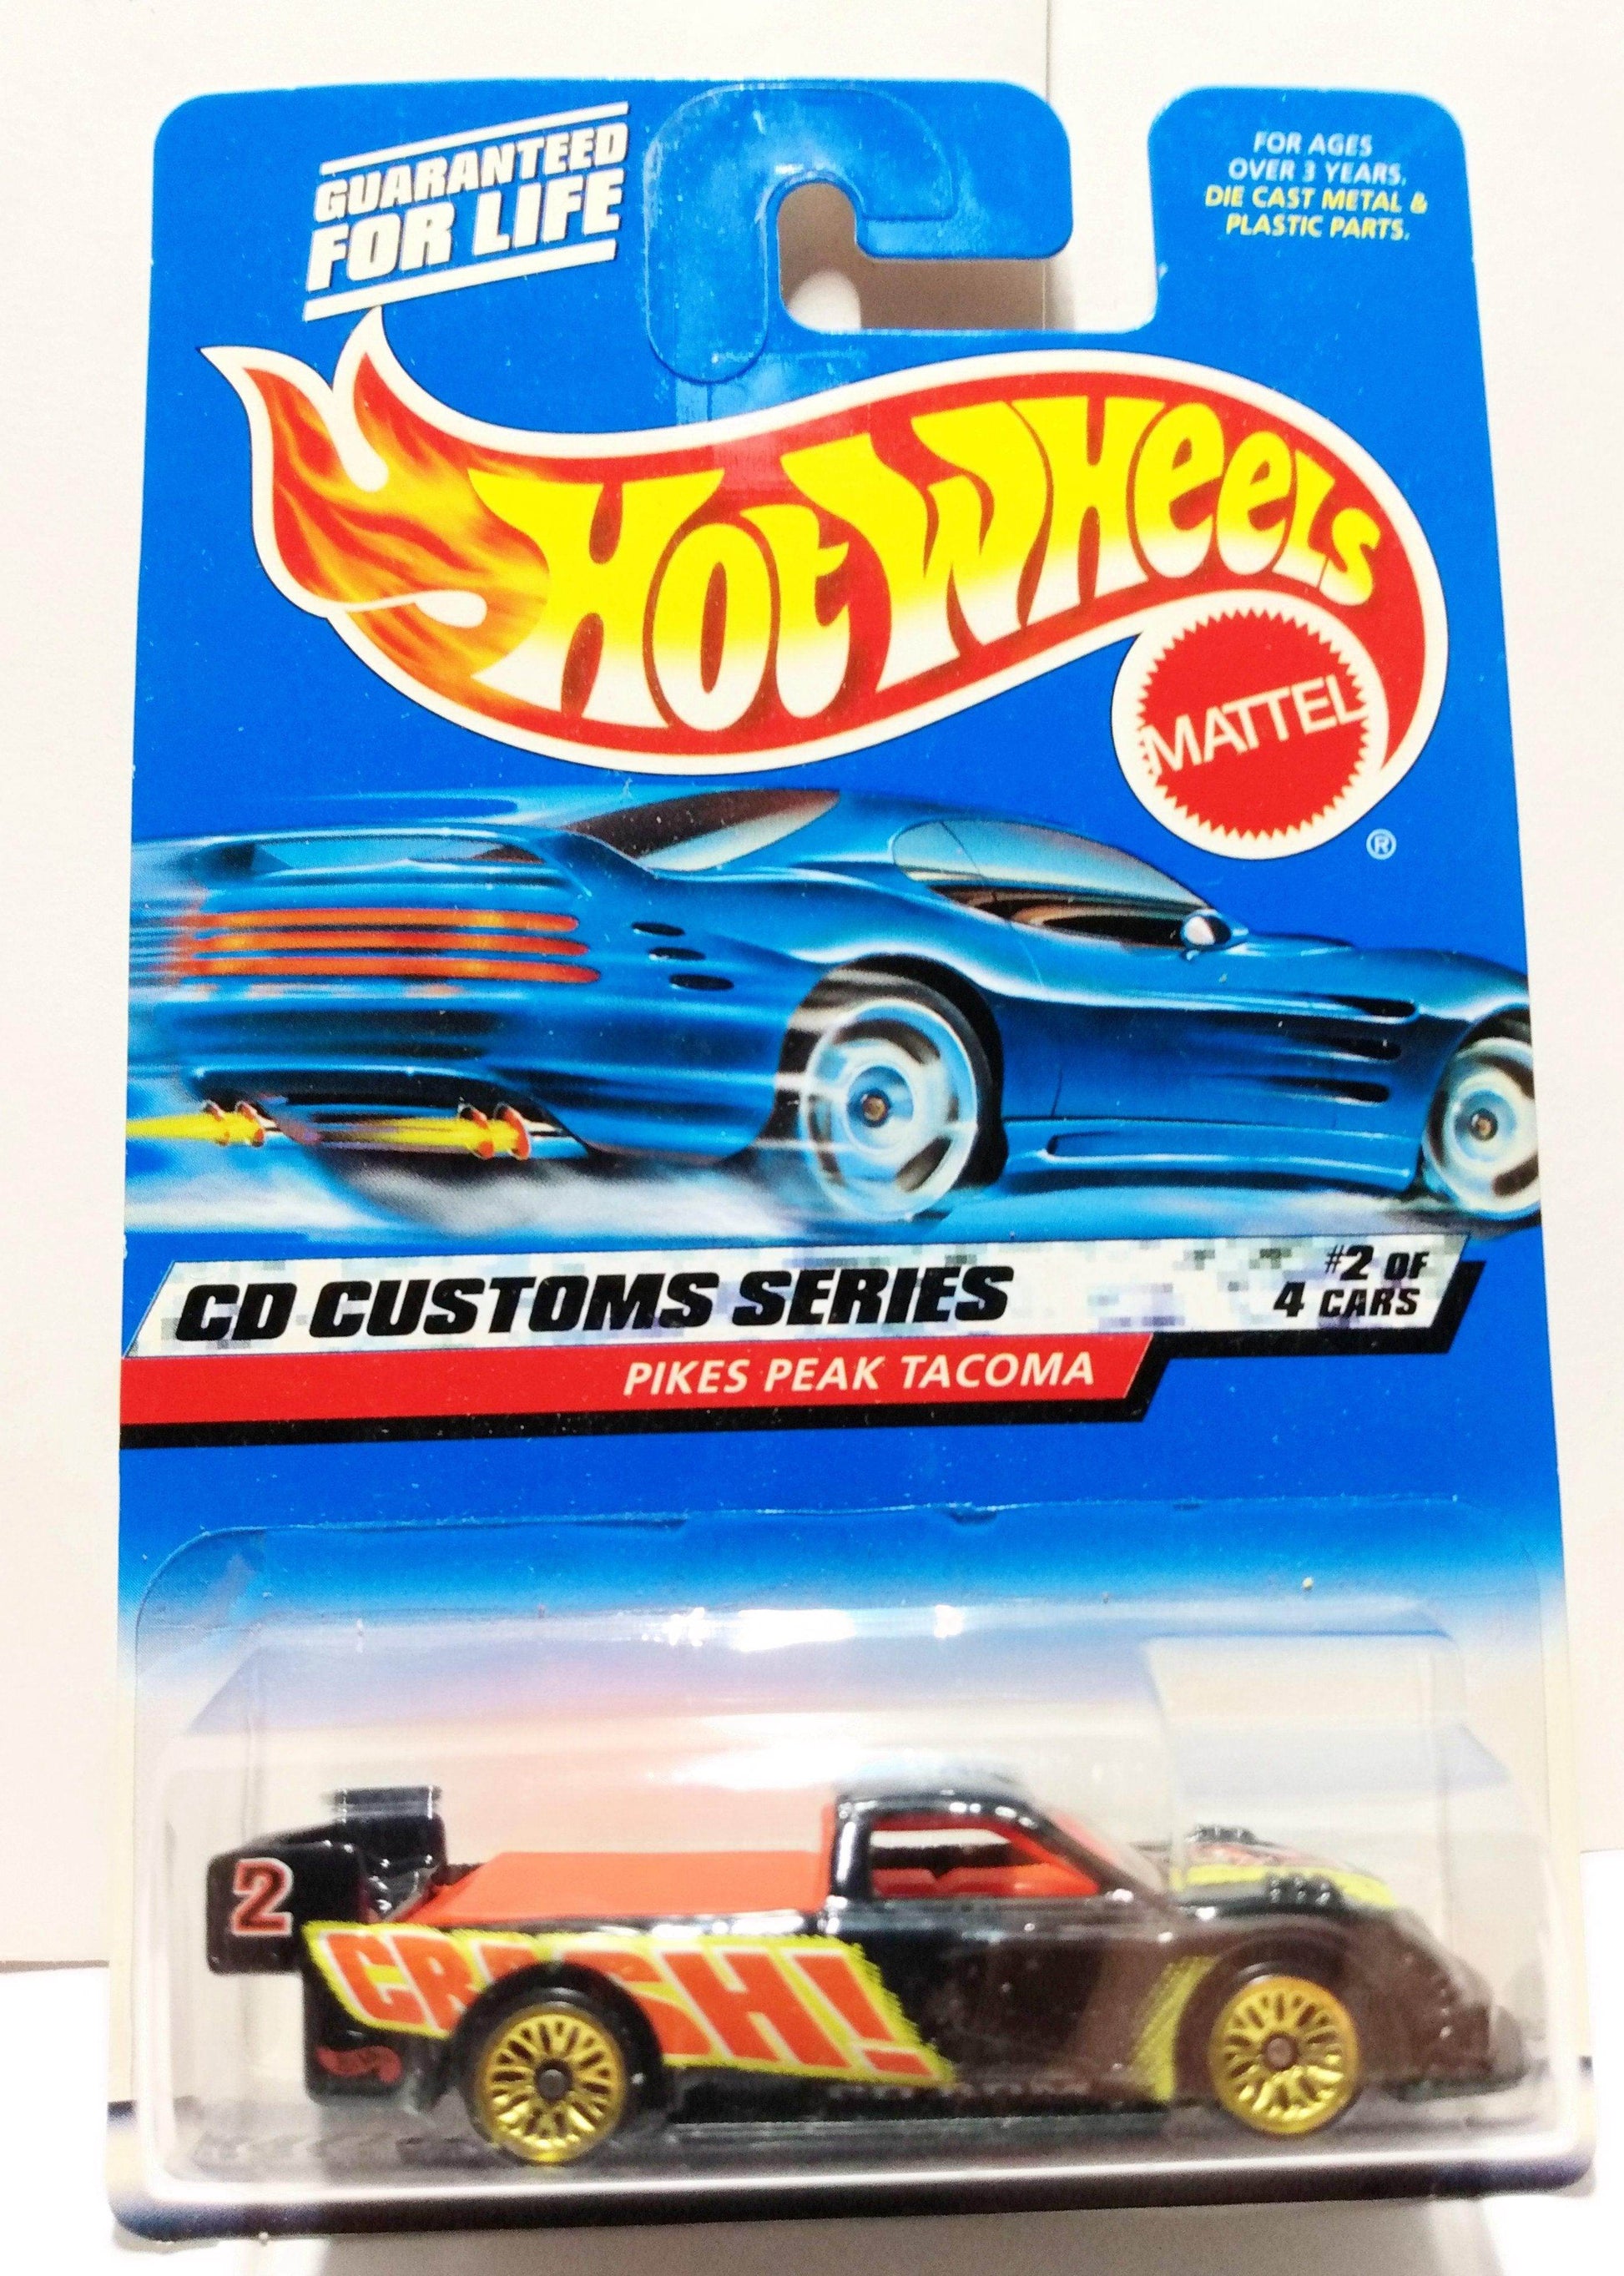 GUARANTEED
FOR LIFE
FOR AGES
OVER 3 YEARS.
DIE CAST METAL &
PLASTIC PARTS.
HOT WHEELS
MATTEL
®
CD CUSTOMS SERIES
#2 OF
4 CARS
PIKES PEAK TACOMA
2
CRASH!